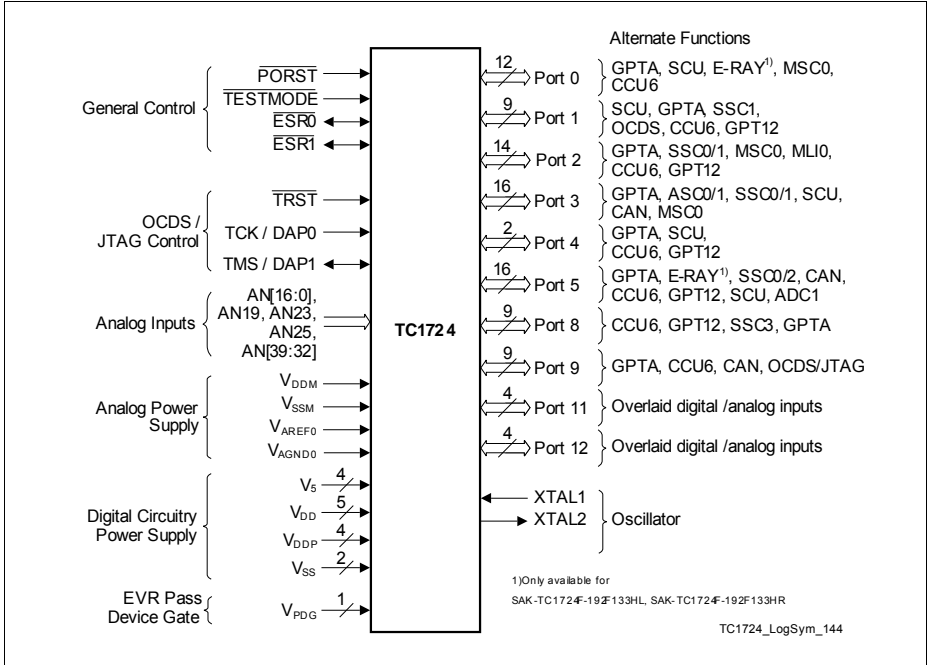 Alternate Functions
General Control
PORST
TESTMODE
ESR0
ESR1
OCDS /
JTAG Control
TRST
TCK / DAP0
TMS / DAP1
Analog Inputs
AN[16:0],
AN19, AN23,
AN25,
AN[39:32]
Analog Power
Supply
VDDM
VSSM
VAREF0
VAGND0
Digital Circuitry
Power Supply
V5 4
VDD 5
VDDP 4
VSS 2
EVR Pass
Device Gate
VPDG 1
TC1724
12 Port 0
GPTA, SCU, E-RAY1), MSC0,
CCU6
9 Port 1
SCU, GPTA, SSC1,
OCDS, CCU6, GPT12
14 Port 2
GPTA, SSC0/1, MSC0, MLI0,
CCU6, GPT12
16 Port 3
GPTA, ASC0/1, SSC0/1, SCU,
CAN, MSC0
2 Port 4
GPTA, SCU,
CCU6, GPT12
16 Port 5
GPTA, E-RAY1), SSC0/2, CAN,
CCU6, GPT12, SCU, ADC1
9 Port 8
CCU6, GPT12, SSC3, GPTA
9 Port 9
GPTA, CCU6, CAN, OCDS/JTAG
4 Port 11
Overlaid digital /analog inputs
4 Port 12
Overlaid digital /analog inputs
XTAL1
XTAL2
Oscillator
1)Only available for
SAK-TC1724F-192F133HL, SAK-TC1724F-192F133HR
TC1724_LogSym_144